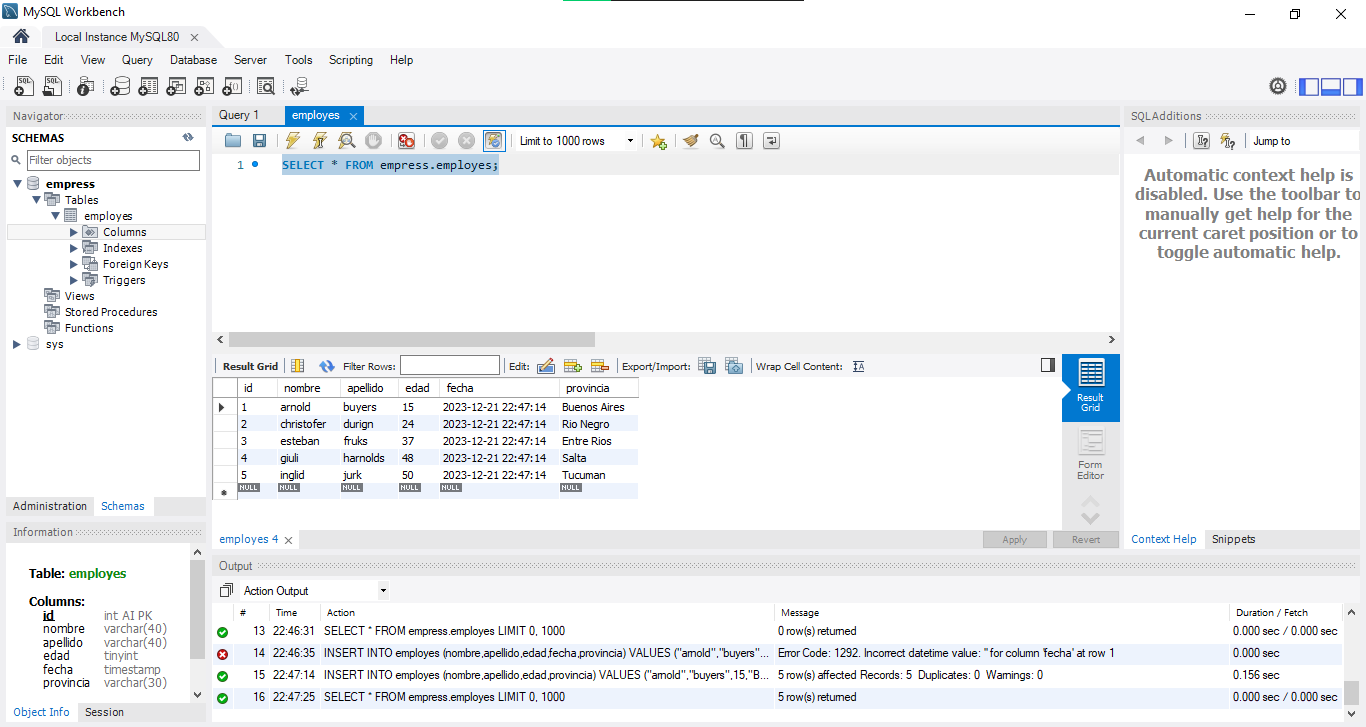 MySQL Workbench
Local Instance MySQL80
File Edit View Query Database Server Tools Scripting Help
Navigator
SCHEMAS
Filter objects
empress
Tables
employes
Columns
Indexes
Foreign Keys
Triggers
Views
Stored Procedures
Functions
sys
Administration Schemas
Information
Table: employes
Columns:
id int AI PK
nombre varchar(40)
apellido varchar(40)
edad tinyint
fecha timestamp
provincia varchar(30)
Object Info Session
Query 1 employes
Limit to 1000 rows
1 SELECT * FROM empress.employes;
Result Grid Filter Rows: Edit: Export/Import: Wrap Cell Content:
id nombre apellido edad fecha provincia
1 arnold buyers 15 2023-12-21 22:47:14 Buenos Aires
2 christofer durign 24 2023-12-21 22:47:14 Rio Negro
3 esteban fruks 37 2023-12-21 22:47:14 Entre Rios
4 giuli harnolds 48 2023-12-21 22:47:14 Salta
5 inglid jurk 50 2023-12-21 22:47:14 Tucuman
NULL NULL NULL NULL NULL NULL
Result
Grid
Form
Editor
employes 4 Apply Revert
SQLAdditions
Jump to
Automatic context help is
disabled. Use the toolbar to
manually get help for the
current caret position or to
toggle automatic help.
Context Help Snippets
Output
Action Output
# Time Action Message Duration / Fetch
13 22:46:31 SELECT * FROM empress.employes LIMIT 0, 1000 0 row(s) returned 0.000 sec / 0.000 sec
14 22:46:35 INSERT INTO employes (nombre,apellido,edad,fecha,provincia) VALUES ("arnold","buyers"... Error Code: 1292. Incorrect datetime value: '' for column 'fecha' at row 1 0.000 sec
15 22:47:14 INSERT INTO employes (nombre,apellido,edad,provincia) VALUES ("arnold","buyers",15,"B... 5 row(s) affected Records: 5 Duplicates: 0 Warnings: 0 0.156 sec
16 22:47:25 SELECT * FROM empress.employes LIMIT 0, 1000 5 row(s) returned 0.000 sec / 0.000 sec